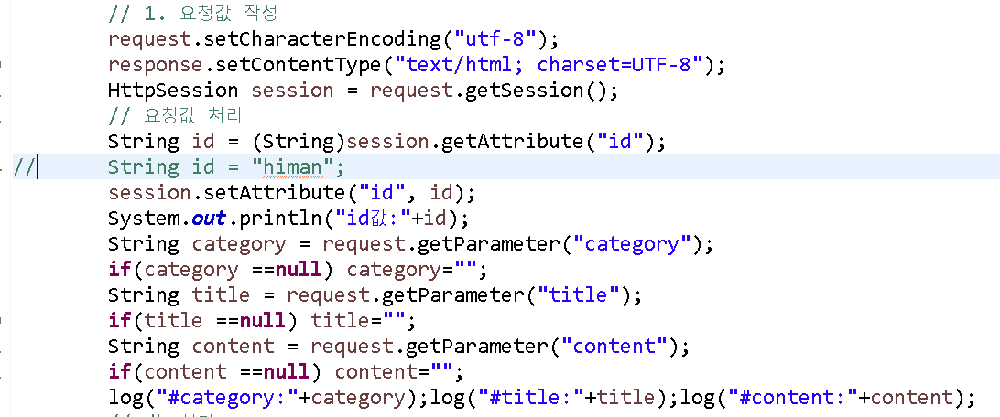 // 1. 요청값 작성
request.setCharacterEncoding("utf-8");
response.setContentType("text/html; charset=UTF-8");
HttpSession session = request.getSession();
// 요청값 처리
String id = (String)session.getAttribute("id");
// String id = "himan";
session.setAttribute("id", id);
System.out.println("id값:"+id);
String category = request.getParameter("category");
if(category ==null) category="";
String title = request.getParameter("title");
if(title ==null) title="";
String content = request.getParameter("content");
if(content ==null) content="";
log("#category:"+category);log("#title:"+title);log("#content:"+content);